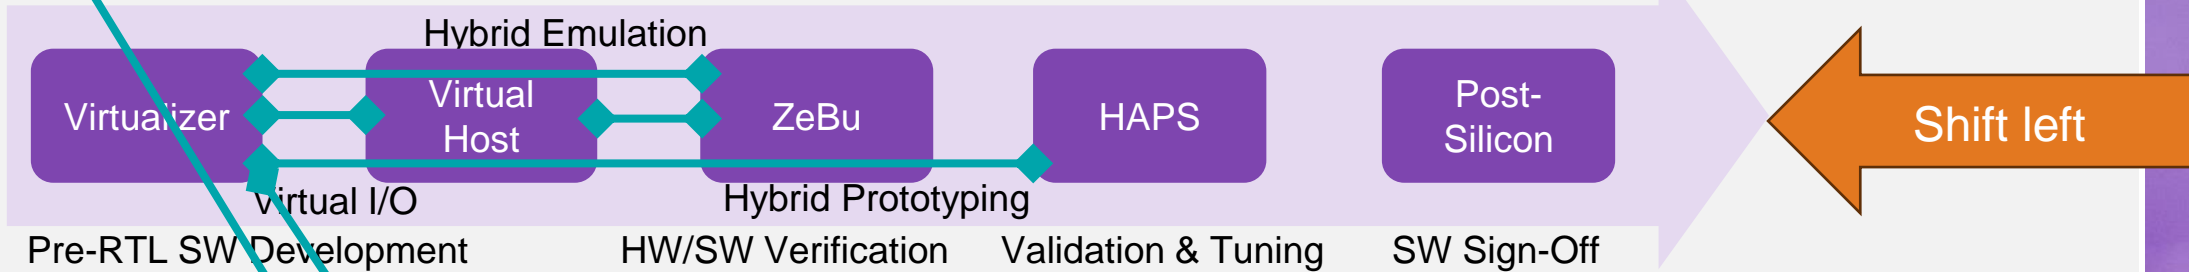 Hybrid Emulation
Virtualizer
Virtual
Host
ZeBu
HAPS
Post-
Silicon
Shift left
Virtual I/O
Hybrid Prototyping
Pre-RTL SW Development
HW/SW Verification
Validation & Tuning
SW Sign-Off